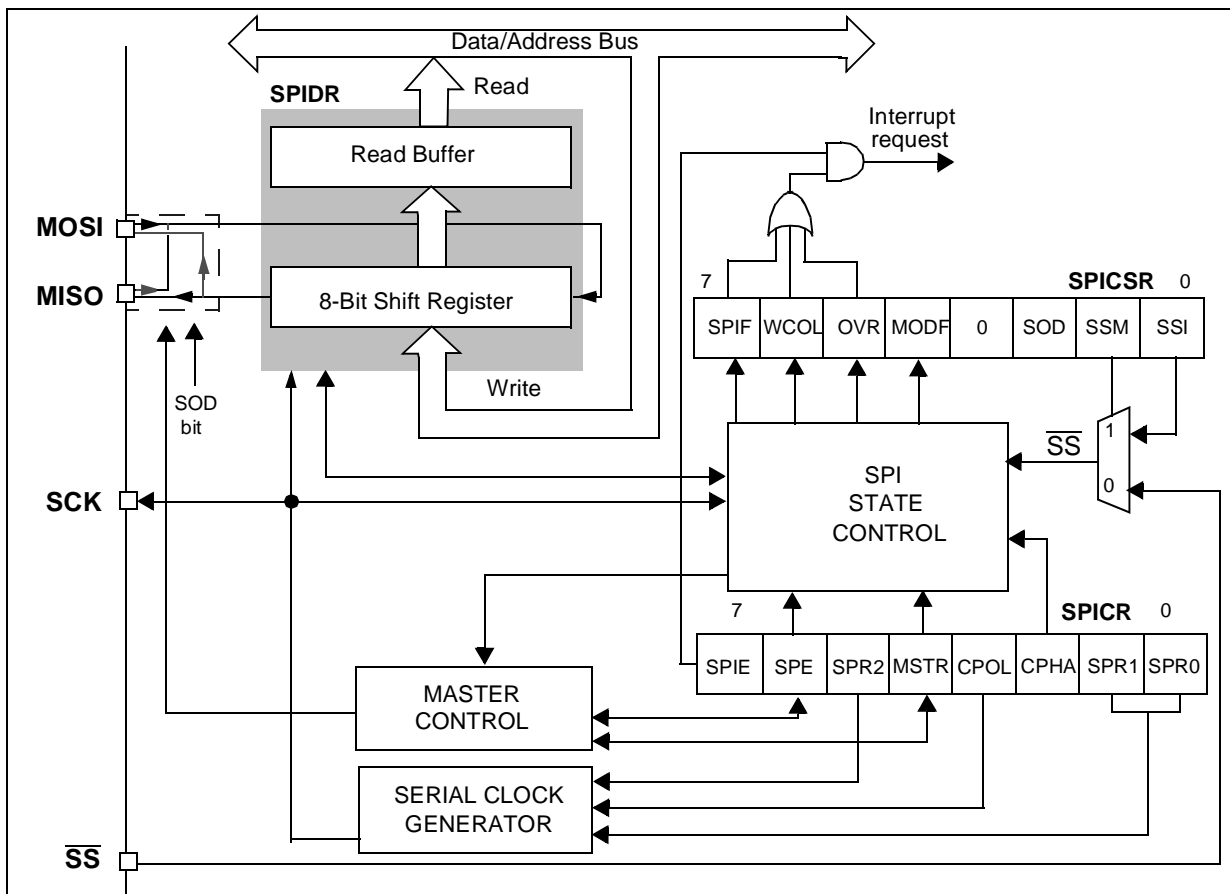 Data/Address Bus
Read
SPIDR
Interrupt
request
Read Buffer
MOSI
MISO
8-Bit Shift Register
7 SPICSR 0
SPIF WCOL OVR MODF 0 SOD SSM SSI
Write
SOD
bit
1
SS
0
SCK
SPI
STATE
CONTROL
7 SPICR 0
SPIE SPE SPR2 MSTR CPOL CPHA SPR1 SPR0
MASTER
CONTROL
SERIAL CLOCK
GENERATOR
SS